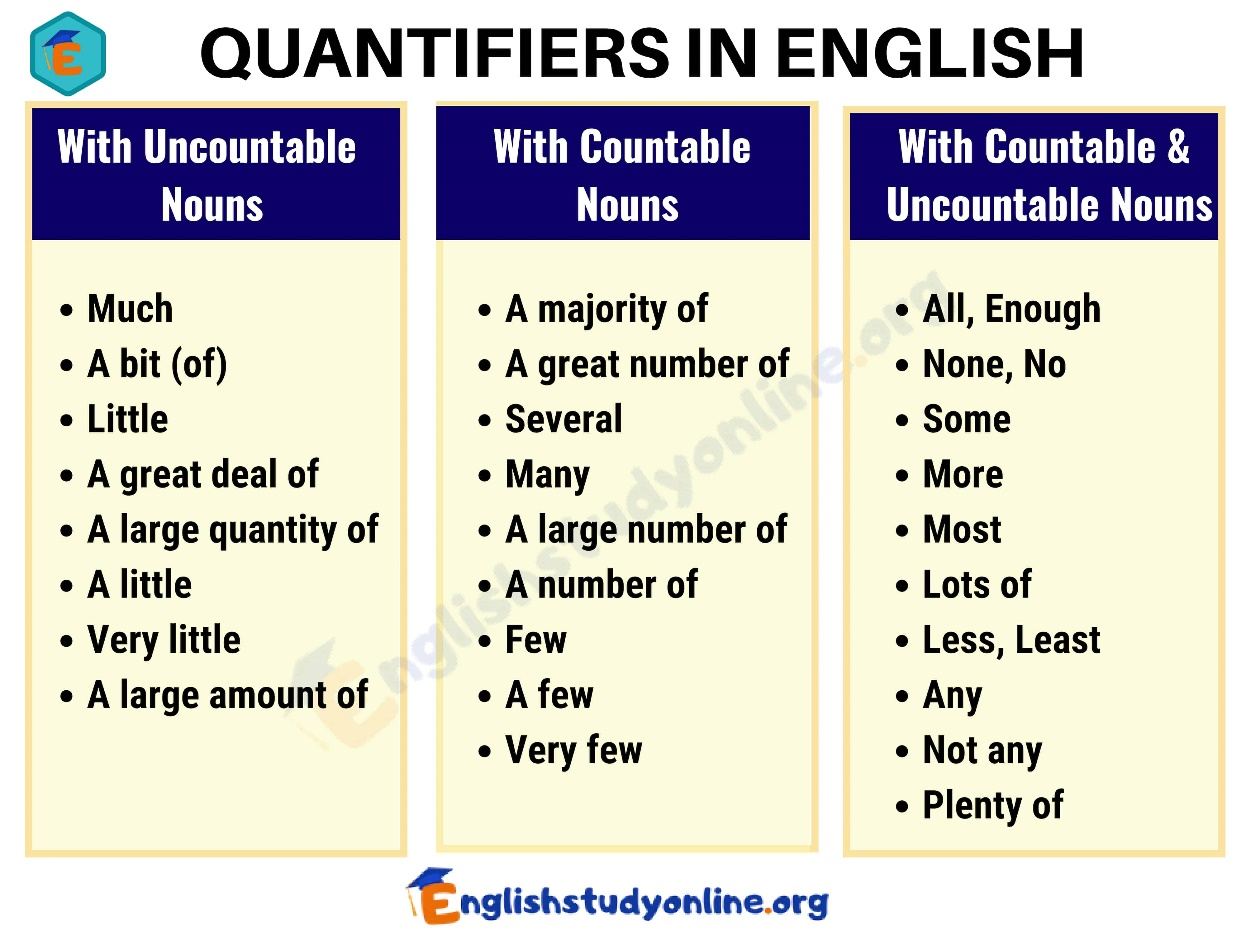 E
QUANTIFIERS IN ENGLISH
With Uncountable
Nouns
• Much
• A bit (of)
• Little
• A great deal of
• A large quantity of
• A little
• Very little
• A large amount of
With Countable
Nouns
• A majority of
• A great number of
• Several
• Many
• A large number of
• A number of
• Few
• A few
• Very few
With Countable &
Uncountable Nouns
• All, Enough
• None, No
• Some
• More
• Most
• Lots of
• Less, Least
• Any
• Not any
• Plenty of
Englishstudyonline.org
Englishstudyonline.org